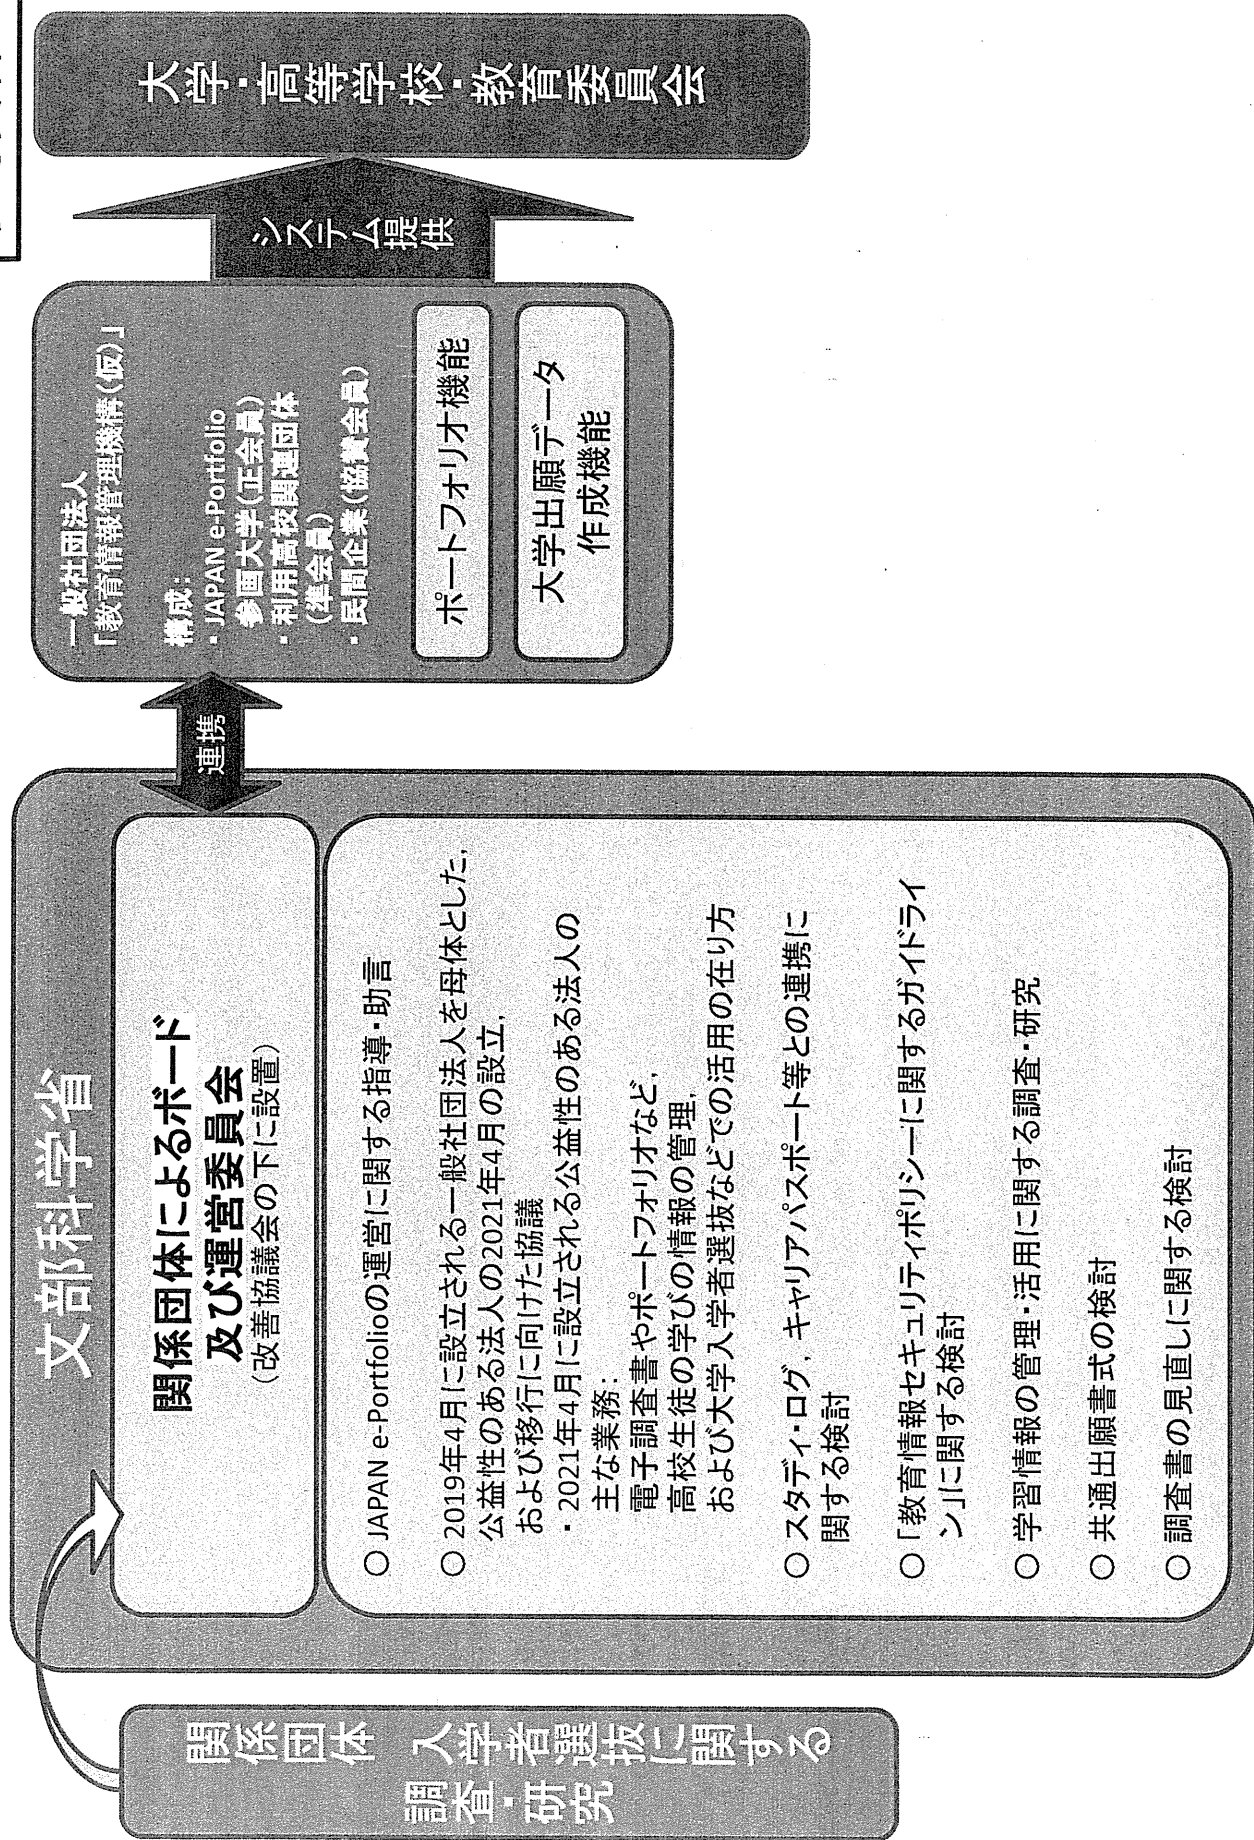 関係団体 入学者選抜に関する
調査・研究
文部科学省
関係団体によるボード
及び運営委員会
(改善協議会の下に設置)
○ JAPAN e-Portfolioの運営に関する指導・助言
○ 2019年4月に設立される一般社団法人を母体とした,
公益性のある法人の2021年4月の設立,
および移行に向けた協議
・2021年4月に設立される公益性のある法人の
主な業務:
電子調査書やポートフォリオなど,
高校生徒の学びの情報の管理,
および大学入学者選抜などでの活用の在り方
○ スタディ・ログ, キャリアパスポート等との連携に
関する検討
○ 「教育情報セキュリティポリシーに関するガイドライ
ン」に関する検討
○ 学習情報の管理・活用に関する調査・研究
○ 共通出願書式の検討
○ 調査書の見直しに関する検討
連携
一般社団法人
「教育情報管理機構(仮)」
構成:
・JAPAN e-Portfolio
参画大学(正会員)
・利用高校関連団体
(準会員)
・民間企業(協賛会員)
ポートフォリオ機能
大学出願データ
作成機能
システム提供
大学・高等学校・教育委員会